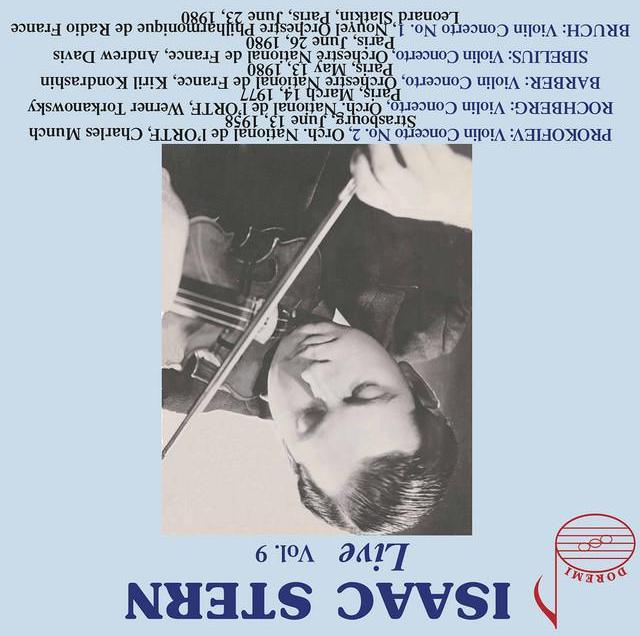 DOREMI
ISAAC STERN
Live Vol. 9
PROKOFIEV: Violin Concerto No. 2, Orch. National de l'ORTF, Charles Munch
Strasbourg, June 13, 1958
ROCHBERG: Violin Concerto, Orch. National de l'ORTF, Werner Torkanowsky
Paris, March 14, 1977
BARBER: Violin Concerto, Orchestre National de France, Kiril Kondrashin
Paris, May 13, 1980
SIBELIUS: Violin Concerto, Orchestre National de France, Andrew Davis
Paris, June 26, 1980
BRUCH: Violin Concerto No. 1, Nouvel Orchestre Philharmonique de Radio France
Leonard Slatkin, Paris, June 23, 1980